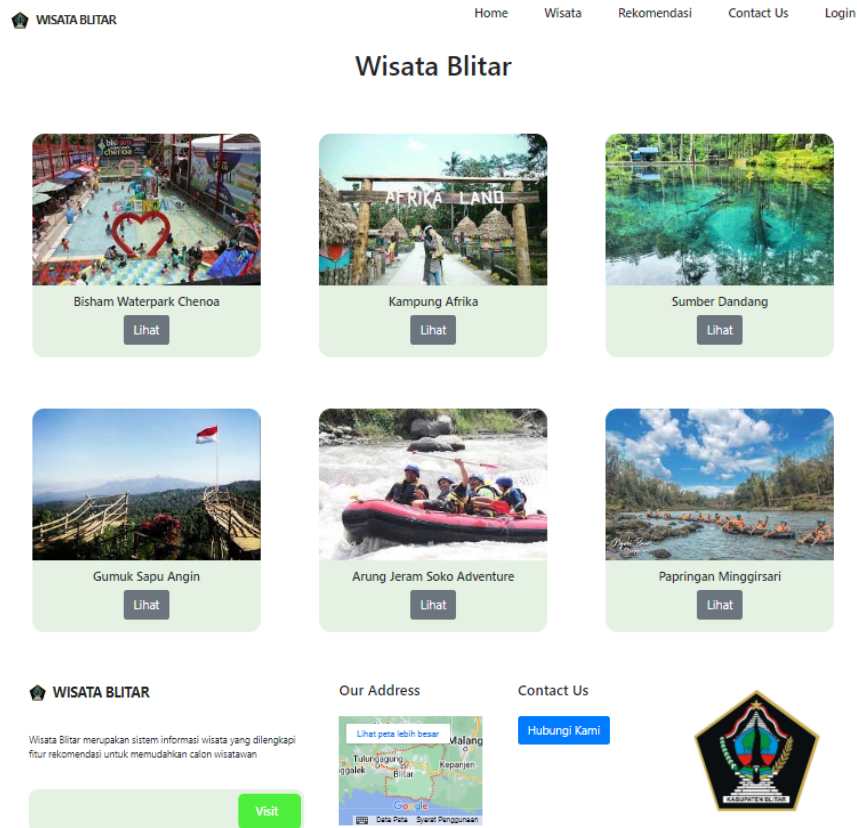 WISATA BLITAR
Home
Wisata
Rekomendasi
Contact Us
Login
Wisata Blitar
AFRIKA LAND
Bisham Waterpark Chenoa
Kampung Afrika
Sumber Dandang
Lihat
Lihat
Lihat
Gumuk Sapu Angin
Arung Jeram Soko Adventure
Papringan Minggirsari
Lihat
Lihat
Lihat
WISATA BLITAR
Wisata Blitar merupakan sistem informasi wisata yang dilengkapi
fitur rekomendasi untuk memudahkan calon wisatawan
Visit
Our Address
Lihat peta lebih besar
Malang
Tulungagung
nggalek
Blitar
Kepanjen
Google
Data Peta
Syarat Penggunaan
Contact Us
Hubungi Kami
KABUPATEN BLITAR